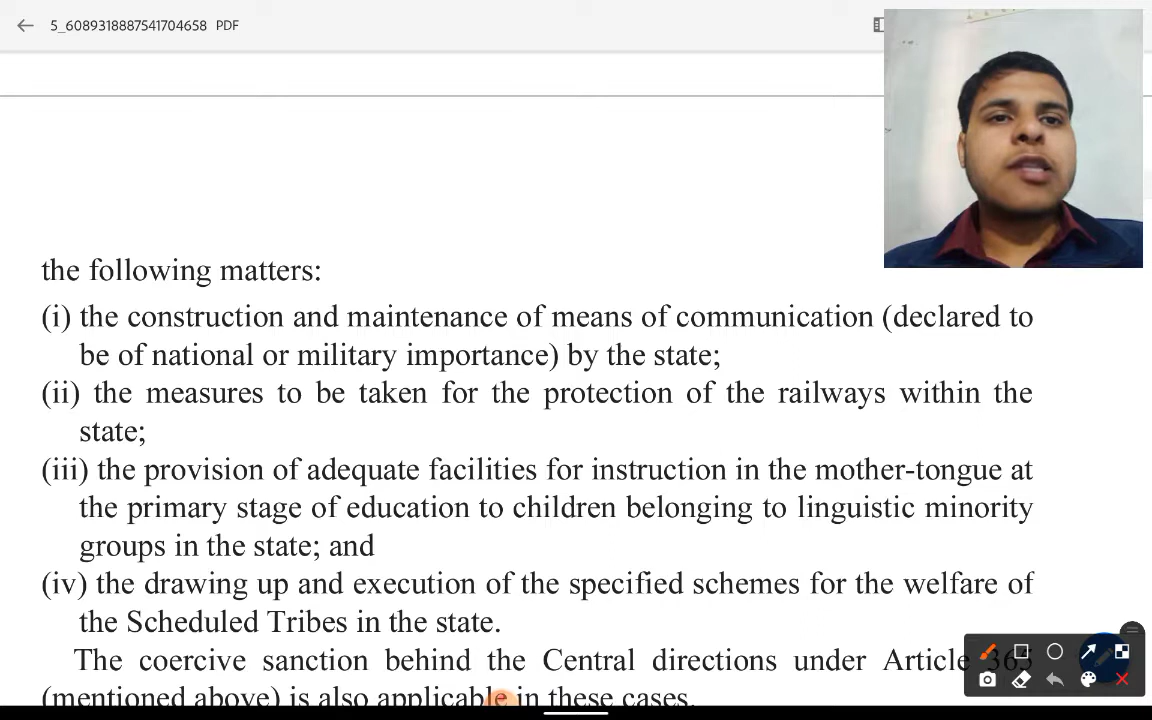 5_6089318887541704658 PDF
the following matters:
(i) the construction and maintenance of means of communication (declared to
be of national or military importance) by the state;
(ii) the measures to be taken for the protection of the railways within the
state;
(iii) the provision of adequate facilities for instruction in the mother-tongue at
the primary stage of education to children belonging to linguistic minority
groups in the state; and
(iv) the drawing up and execution of the specified schemes for the welfare of
the Scheduled Tribes in the state.
The coercive sanction behind the Central directions under Article 365
(mentioned above) is also applicable in these cases.